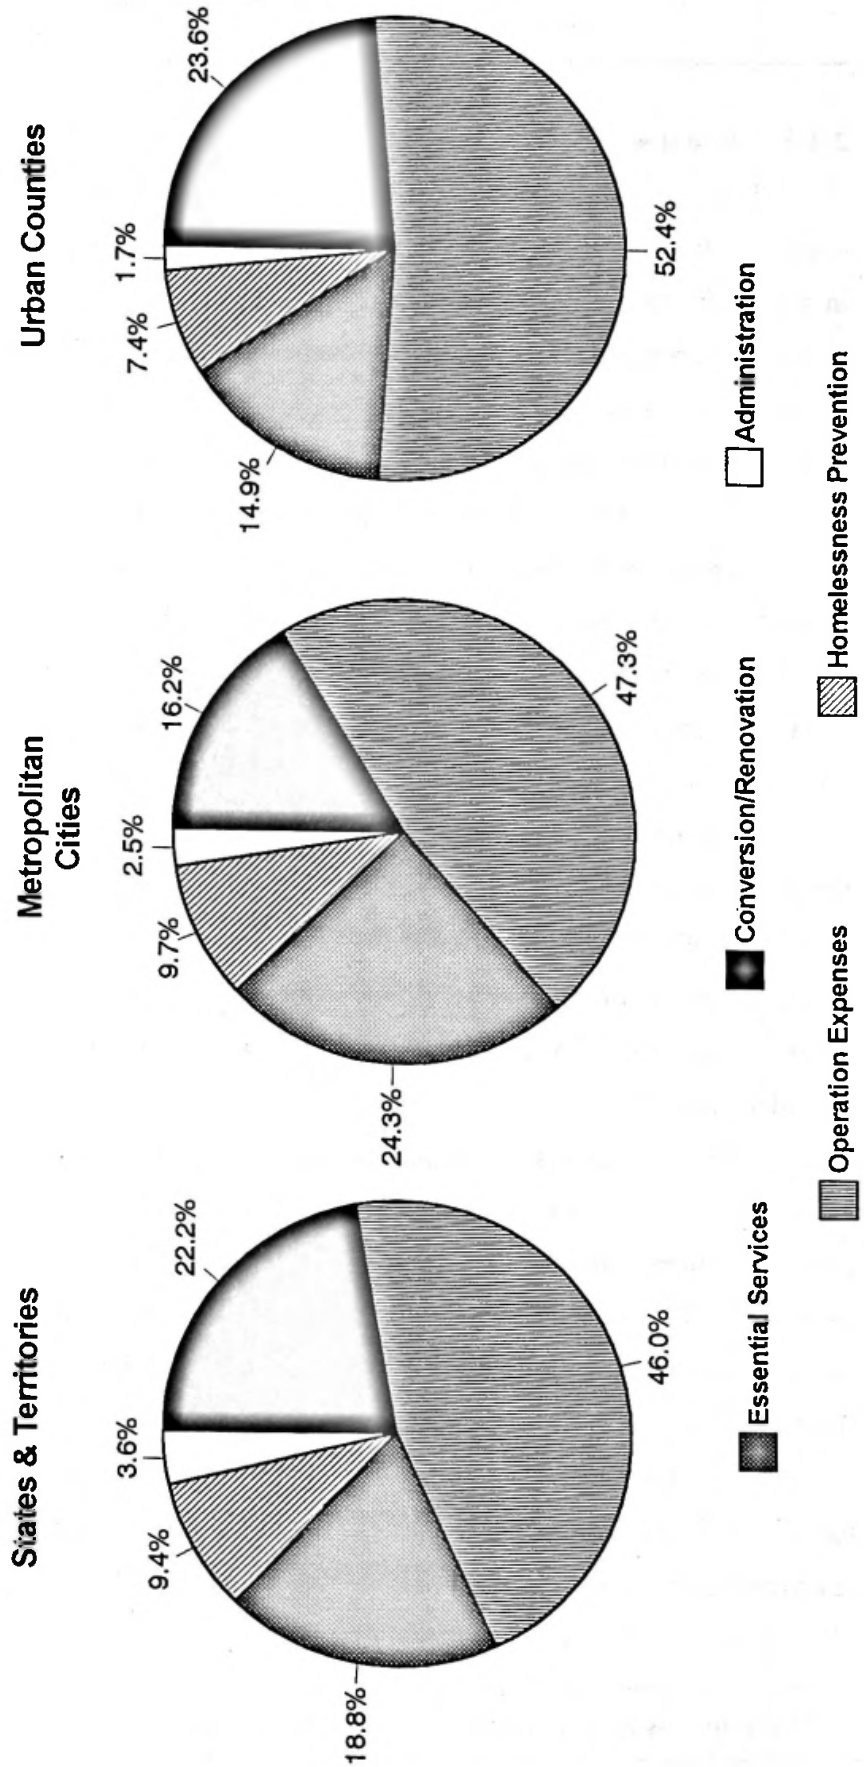 States & Territories
3.6%
22.2%
9.4%
18.8%
46.0%
Metropolitan
Cities
2.5%
16.2%
9.7%
24.3%
47.3%
Urban Counties
1.7%
23.6%
7.4%
14.9%
52.4%
Essential Services
Conversion/Renovation
Administration
Operation Expenses
Homelessness Prevention